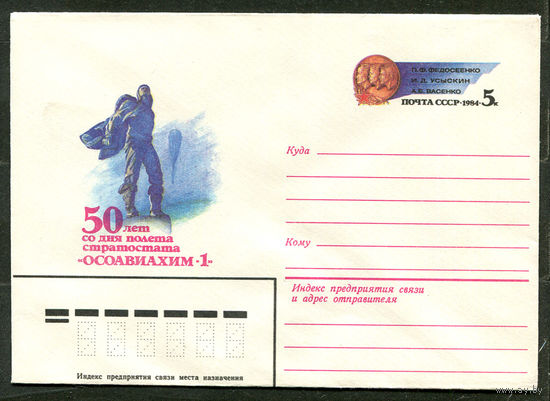 П. Ф. ФЕДОСЕЕНКО
И. Д. УСЫСКИН
А. Б. ВАСЕНКО
ПОЧТА СССР·1984· 5к
Куда
50 лет
со дня полета
стратостата
«ОСОАВИАХИМ-1»
Кому
Индекс предприятия связи
и адрес отправителя
Индекс предприятия связи места назначения